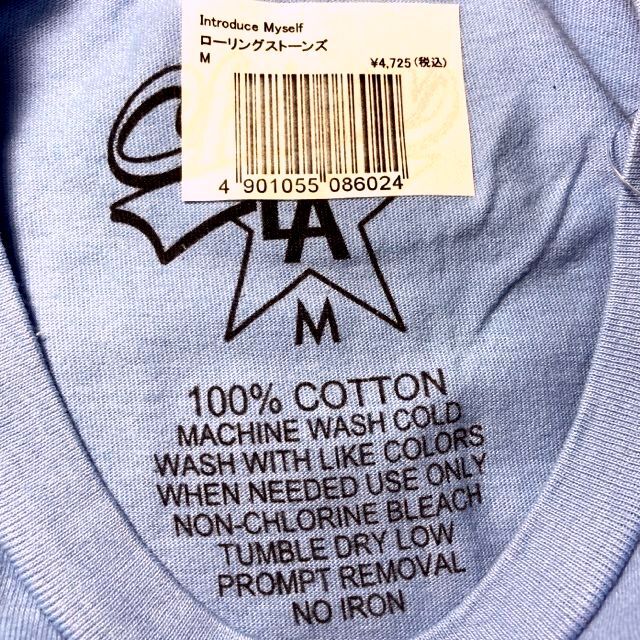 Introduce Myself
ローリングストーンズ
M
¥4,725(税込)
4 901055 086024
LA
M
100% COTTON
MACHINE WASH COLD
WASH WITH LIKE COLORS
WHEN NEEDED USE ONLY
NON-CHLORINE BLEACH
TUMBLE DRY LOW
PROMPT REMOVAL
NO IRON